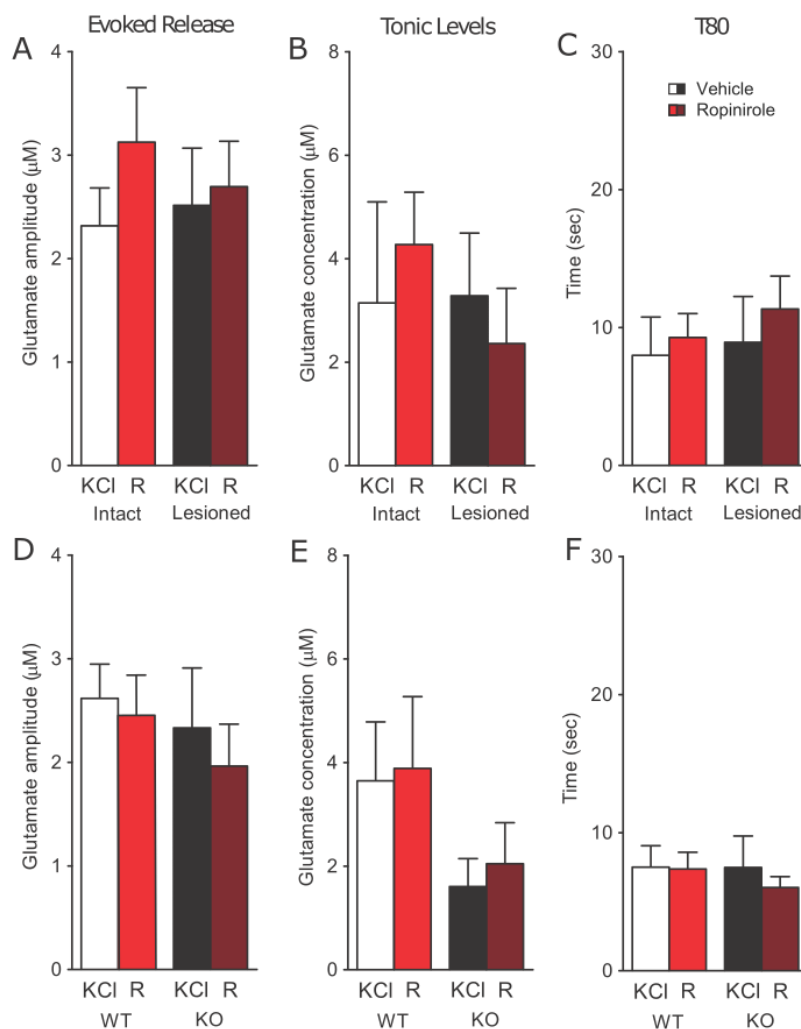 Evoked Release
Tonic Levels
T80
A
4
3
2
1
0
Glutamate amplitude (μM)
KCl R KCl R
Intact Lesioned
B
8
6
4
2
0
Glutamate concentration (μM)
KCl R KCl R
Intact Lesioned
C
30
20
10
0
Time (sec)
Vehicle
Ropinirole
KCl R KCl R
Intact Lesioned
D
4
3
2
1
0
Glutamate amplitude (μM)
KCl R KCl R
WT KO
E
8
6
4
2
0
Glutamate concentration (μM)
KCl R KCl R
WT KO
F
30
20
10
0
Time (sec)
KCl R KCl R
WT KO